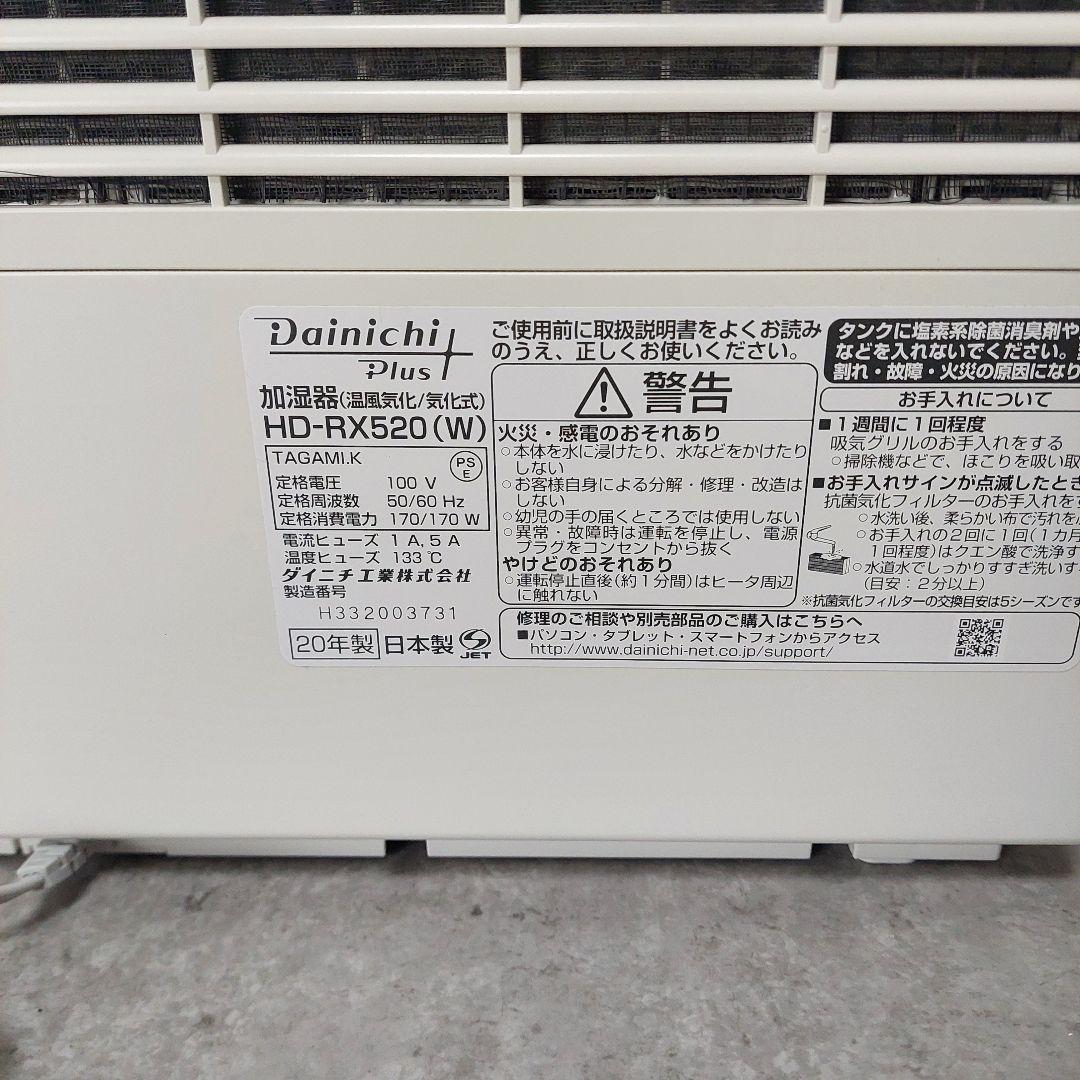 Dainichi
Plus
加湿器(温風気化/気化式)
HD-RX520(W)
TAGAMI.K
PS
E
定格電圧 100 V
定格周波数 50/60 Hz
定格消費電力 170/170 W
電流ヒューズ 1 A, 5 A
温度ヒューズ 133 ℃
ダイニチ工業株式会社
製造番号
H332003731
20年製 日本製
JET
ご使用前に取扱説明書をよくお読み
のうえ、正しくお使いください。
警告
火災・感電のおそれあり
○本体を水に浸けたり、水などをかけたり
しない
○お客様自身による分解・修理・改造は
しない
○幼児の手の届くところでは使用しない
○異常・故障時は運転を停止し、電源
プラグをコンセントから抜く
やけどのおそれあり
○運転停止直後(約1分間)はヒータ周辺
に触れない
タンクに塩素系除菌消臭剤や
などを入れないでください。
割れ・故障・火災の原因になり
お手入れについて
■1週間に1回程度
吸気グリルのお手入れをする
○掃除機などで、ほこりを吸い取
■お手入れサインが点滅したとき
抗菌気化フィルターのお手入れをす
○水洗い後、柔らかい布で汚れを
○お手入れの2回に1回(1カ月
1回程度)はクエン酸で洗浄す
○水道水でしっかりすすぎ洗いす
(目安：2分以上)
※抗菌気化フィルターの交換目安は5シーズンです
修理のご相談や別売部品のご購入はこちらへ
■パソコン・タブレット・スマートフォンからアクセス
http://www.dainichi-net.co.jp/support/